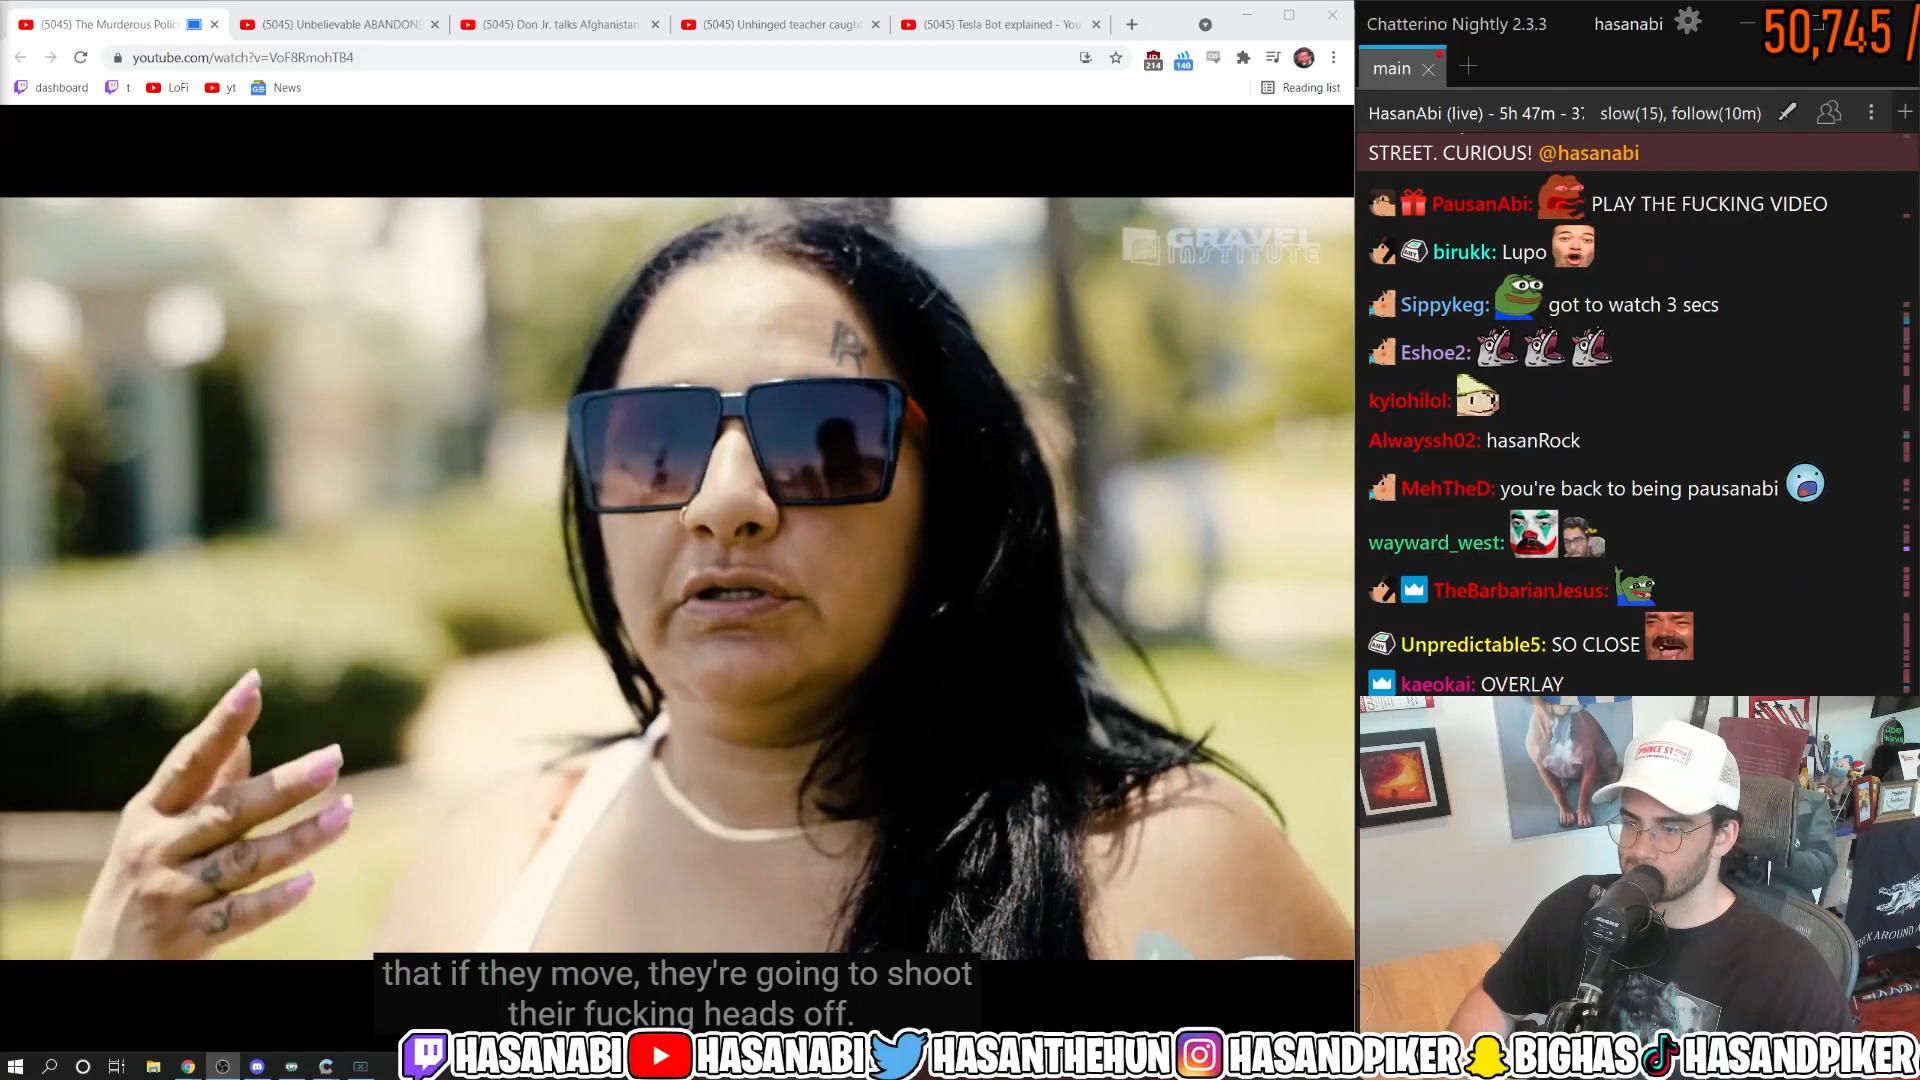 (5045) The Murderous Polic
(5045) Unbelievable ABANDONE
(5045) Don Jr. talks Afghanistan
(5045) Unhinged teacher caught
(5045) Tesla Bot explained - You
youtube.com/watch?v=VoF8RmohTB4
214
140
dashboard
t
LoFi
yt
News
Reading list
GRAVEL
INSTITUTE
that if they move, they're going to shoot
their fucking heads off.
Chatterino Nightly 2.3.3
hasanabi
50,745 /
main
HasanAbi (live) - 5h 47m - 37
slow(15), follow(10m)
STREET. CURIOUS! @hasanabi
PausanAbi: PLAY THE FUCKING VIDEO
birukk: Lupo
Sippykeg: got to watch 3 secs
Eshoe2:
kylohilol:
Alwayssh02: hasanRock
MehTheD: you're back to being pausanabi
wayward_west:
TheBarbarianJesus:
Unpredictable5: SO CLOSE
kaeokai: OVERLAY
PRINCE ST
HASANABI
HASANABI
HASANTHEHUN
HASANDPIKER
BIGHAS
HASANDPIKER